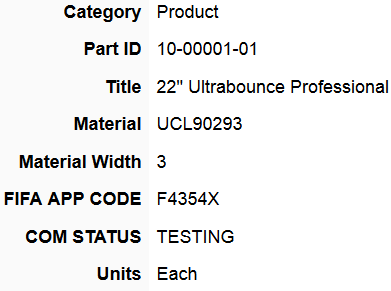 Category Product
Part ID 10-00001-01
Title 22" Ultrabounce Professional
Material UCL90293
Material Width 3
FIFA APP CODE F4354X
COM STATUS TESTING
Units Each